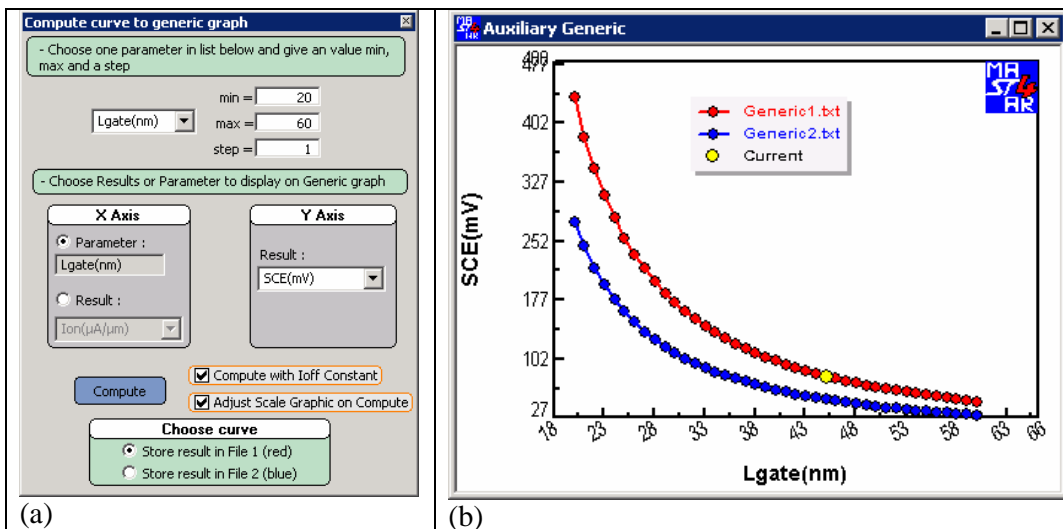 Compute curve to generic graph
- Choose one parameter in list below and give an value min,
max and a step
Lgate(nm)
min = 20
max = 60
step = 1
- Choose Results or Parameter to display on Generic graph
X Axis
Parameter :
Lgate(nm)
Result :
Ion(µA/µm)
Y Axis
Result :
SCE(mV)
Compute
Compute with Ioff Constant
Adjust Scale Graphic on Compute
Choose curve
Store result in File 1 (red)
Store result in File 2 (blue)
(a)
Auxiliary Generic
477
402
327
252
177
102
27
SCE(mV)
Generic1.txt
Generic2.txt
Current
MA
ST4
AR
18 23 28 33 38 43 48 53 58 63 66
Lgate(nm)
(b)